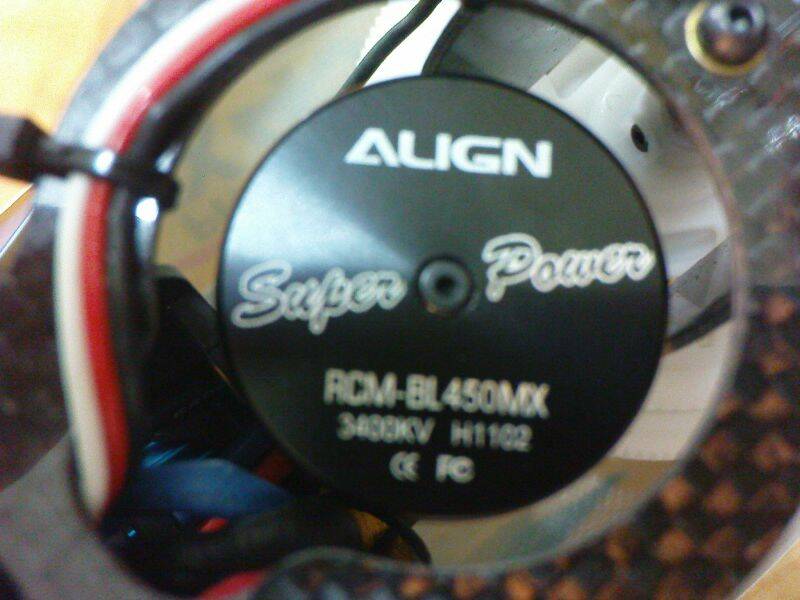 ALIGN
Super Power
RCM-BL450MX
3400KV H1102
CE FC